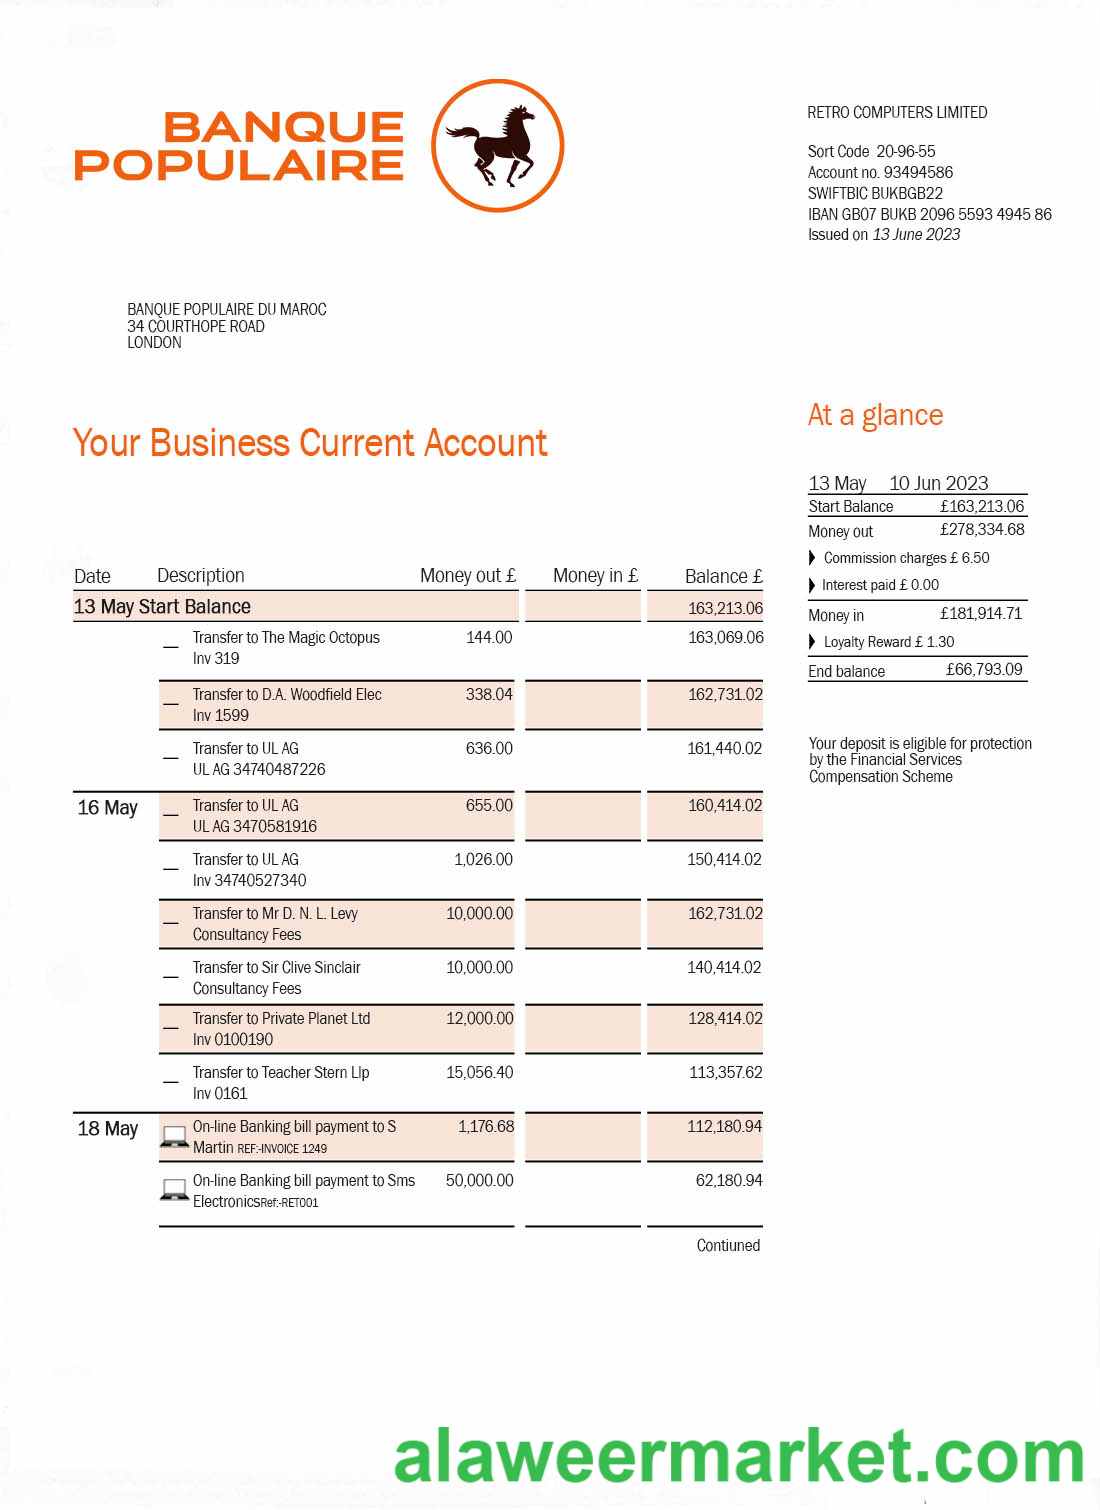 BANQUE
POPULAIRE
RETRO COMPUTERS LIMITED
Sort Code 20-96-55
Account no. 93494586
SWIFTBIC BUKBGB22
IBAN GB07 BUKB 2096 5593 4945 86
Issued on 13 June 2023
BANQUE POPULAIRE DU MAROC
34 COURTHOPE ROAD
LONDON
Your Business Current Account
At a glance
13 May 10 Jun 2023
Start Balance £163,213.06
Money out £278,334.68
Commission charges £ 6.50
Interest paid £ 0.00
Money in £181,914.71
Loyalty Reward £ 1.30
End balance £66,793.09
Your deposit is eligible for protection
by the Financial Services
Compensation Scheme
Date Description Money out £ Money in £ Balance £
13 May Start Balance 163,213.06
Transfer to The Magic Octopus 144.00 163,069.06
Inv 319
Transfer to D.A. Woodfield Elec 338.04 162,731.02
Inv 1599
Transfer to UL AG 636.00 161,440.02
UL AG 34740487226
16 May Transfer to UL AG 655.00 160,414.02
UL AG 3470581916
Transfer to UL AG 1,026.00 150,414.02
Inv 34740527340
Transfer to Mr D. N. L. Levy 10,000.00 162,731.02
Consultancy Fees
Transfer to Sir Clive Sinclair 10,000.00 140,414.02
Consultancy Fees
Transfer to Private Planet Ltd 12,000.00 128,414.02
Inv 0100190
Transfer to Teacher Stern Llp 15,056.40 113,357.62
Inv 0161
18 May On-line Banking bill payment to S 1,176.68 112,180.94
Martin REF:-INVOICE 1249
On-line Banking bill payment to Sms 50,000.00 62,180.94
ElectronicsRef:-RET001
Contiuned
alaweermarket.com